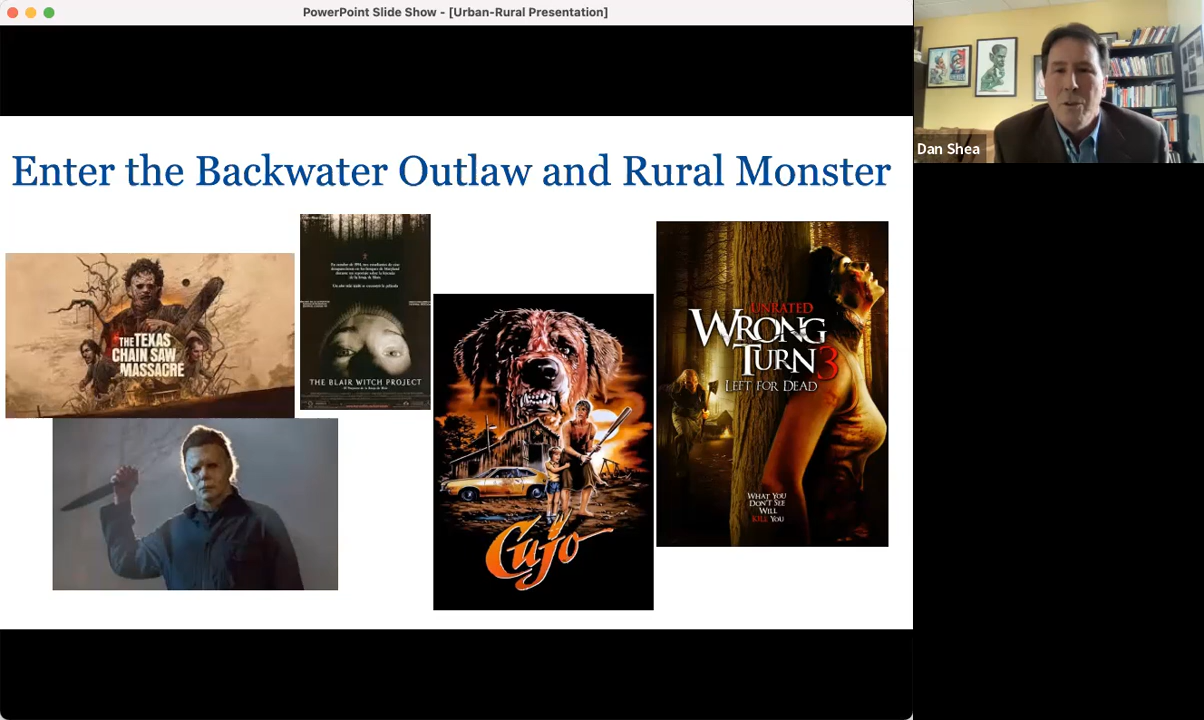 PowerPoint Slide Show - [Urban-Rural Presentation]
Dan Shea
Enter the Backwater Outlaw and Rural Monster
THE TEXAS
CHAIN SAW
MASSACRE
THE BLAIR WITCH PROJECT
Cujo
UNRATED
WRONG
TURN 3
LEFT FOR DEAD
WHAT YOU
DON'T SEE
WILL
KILL YOU